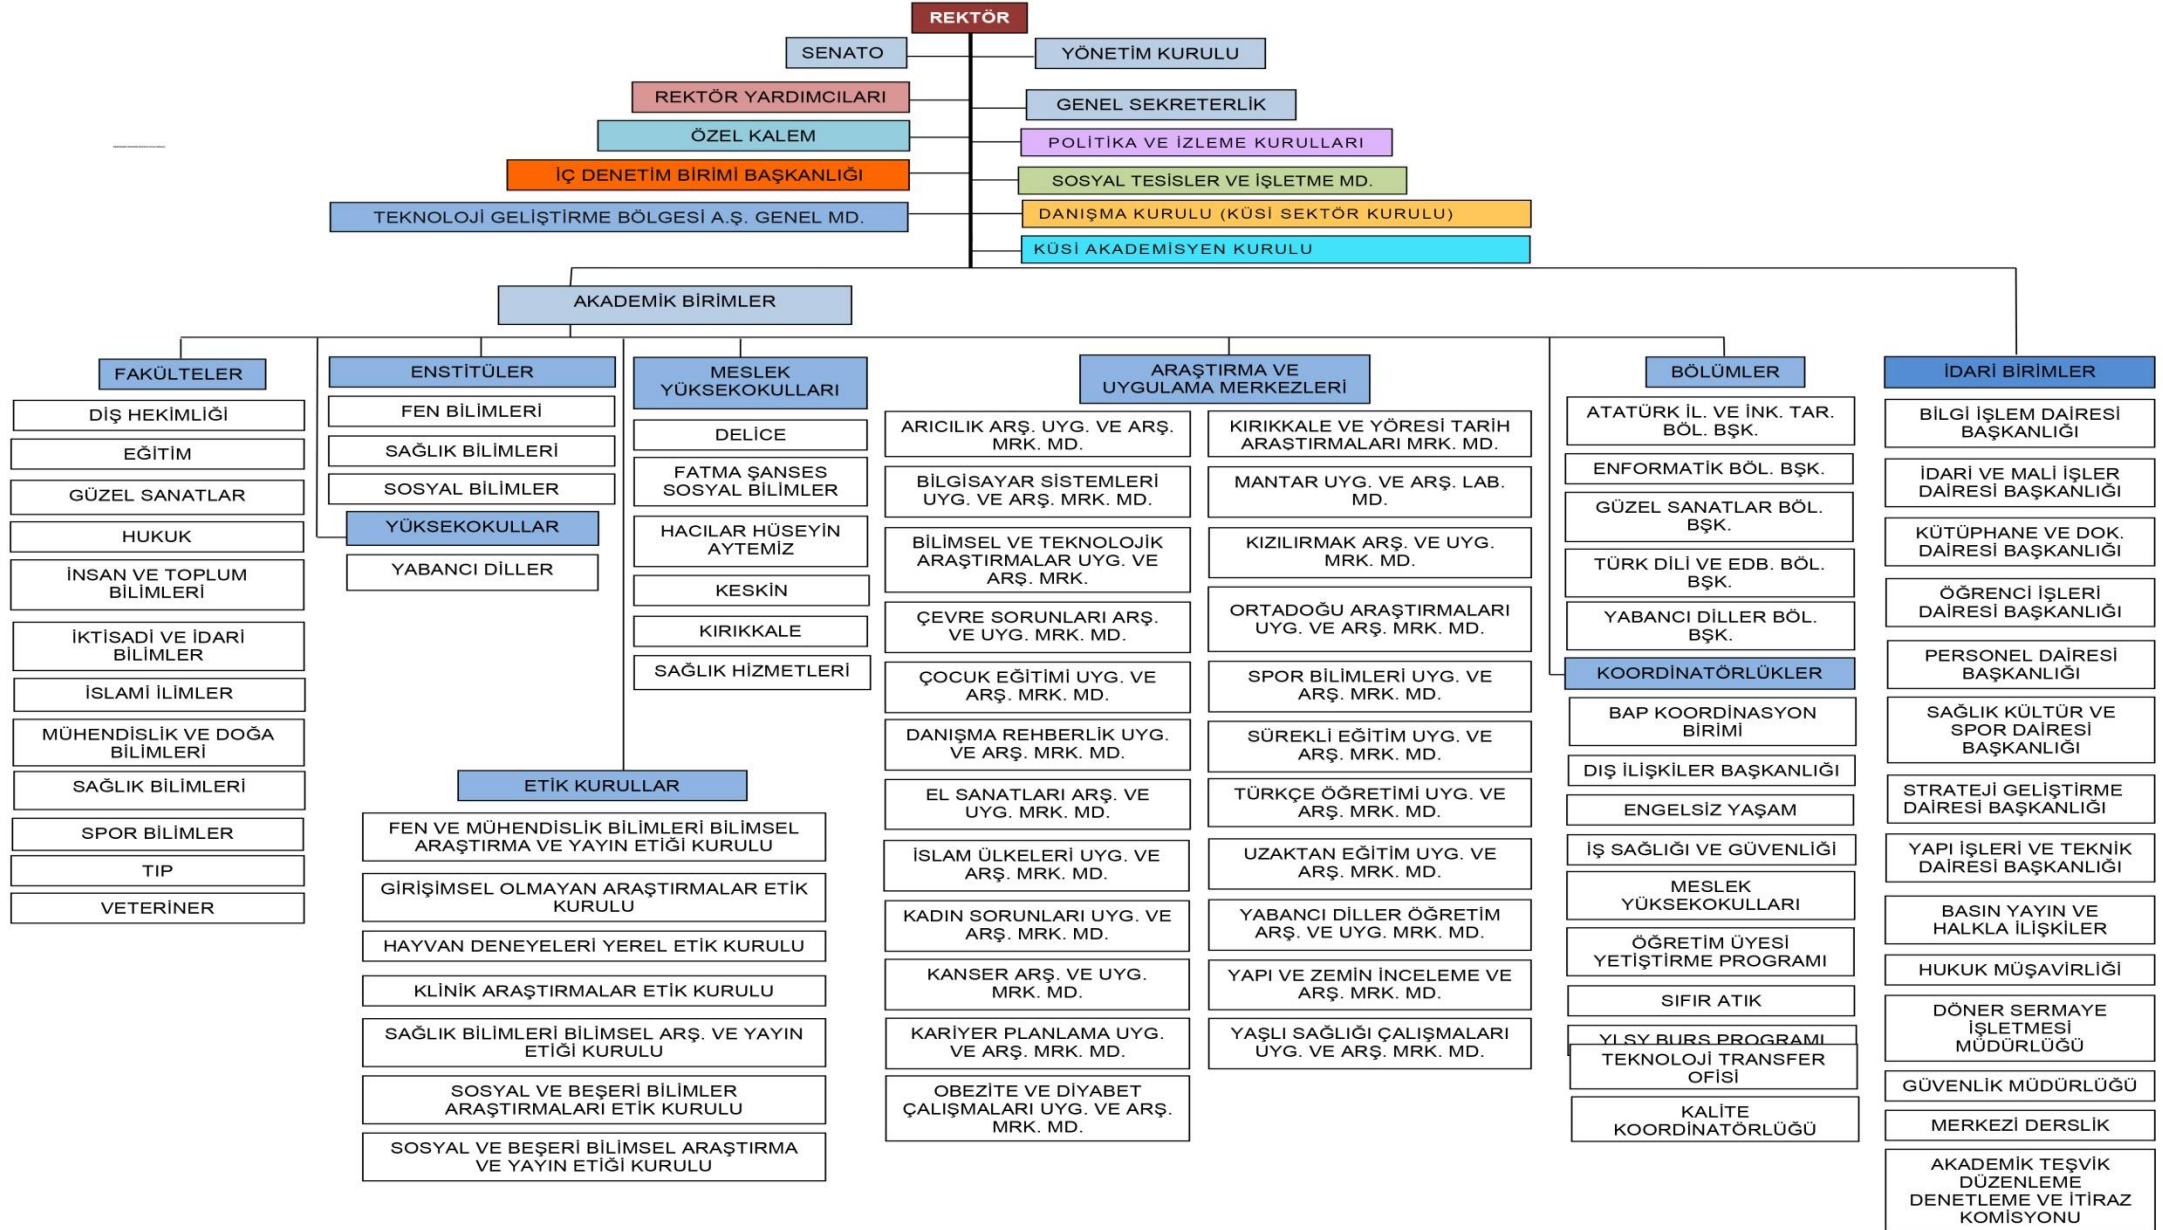 REKTÖR
SENATO
YÖNETİM KURULU
REKTÖR YARDIMCILARI
GENEL SEKRETERLİK
ÖZEL KALEM
POLİTİKA VE İZLEME KURULLARI
İÇ DENETİM BİRİMİ BAŞKANLIĞI
SOSYAL TESİSLER VE İŞLETME MD.
TEKNOLOJİ GELİŞTİRME BÖLGESİ A.Ş. GENEL MD.
DANIŞMA KURULU (KÜSİ SEKTÖR KURULU)
KÜSİ AKADEMİSYEN KURULU
AKADEMİK BİRİMLER
FAKÜLTELER
DİŞ HEKİMLİĞİ
EĞİTİM
GÜZEL SANATLAR
HUKUK
İNSAN VE TOPLUM
BİLİMLERİ
İKTİSADİ VE İDARİ
BİLİMLER
İSLAMİ İLİMLER
MÜHENDİSLİK VE DOĞA
BİLİMLERİ
SAĞLIK BİLİMLERİ
SPOR BİLİMLER
TIP
VETERİNER
ENSTİTÜLER
FEN BİLİMLERİ
SAĞLIK BİLİMLERİ
SOSYAL BİLİMLER
YÜKSEKOKULLAR
YABANCI DİLLER
MESLEK
YÜKSEKOKULLARI
DELİCE
FATMA ŞANSES
SOSYAL BİLİMLER
HACILAR HÜSEYİN
AYTEMİZ
KESKİN
KIRIKKALE
SAĞLIK HİZMETLERİ
ETİK KURULLAR
FEN VE MÜHENDİSLİK BİLİMLERİ BİLİMSEL
ARAŞTIRMA VE YAYIN ETİĞİ KURULU
GİRİŞİMSEL OLMAYAN ARAŞTIRMALAR ETİK
KURULU
HAYVAN DENEYELERİ YEREL ETİK KURULU
KLİNİK ARAŞTIRMALAR ETİK KURULU
SAĞLIK BİLİMLERİ BİLİMSEL ARŞ. VE YAYIN
ETİĞİ KURULU
SOSYAL VE BEŞERİ BİLİMLER
ARAŞTIRMALARI ETİK KURULU
SOSYAL VE BEŞERİ BİLİMSEL ARAŞTIRMA
VE YAYIN ETİĞİ KURULU
ARAŞTIRMA VE
UYGULAMA MERKEZLERİ
ARICILIK ARŞ. UYG. VE ARŞ.
MRK. MD.
BİLGİSAYAR SİSTEMLERİ
UYG. VE ARŞ. MRK. MD.
BİLİMSEL VE TEKNOLOJİK
ARAŞTIRMALAR UYG. VE
ARŞ. MRK.
ÇEVRE SORUNLARI ARŞ.
VE UYG. MRK. MD.
ÇOCUK EĞİTİMİ UYG. VE
ARŞ. MRK. MD.
DANIŞMA REHBERLİK UYG.
VE ARŞ. MRK. MD.
EL SANATLARI ARŞ. VE
UYG. MRK. MD.
İSLAM ÜLKELERİ UYG. VE
ARŞ. MRK. MD.
KADIN SORUNLARI UYG. VE
ARŞ. MRK. MD.
KANSER ARŞ. VE UYG.
MRK. MD.
KARİYER PLANLAMA UYG.
VE ARŞ. MRK. MD.
OBEZİTE VE DİYABET
ÇALIŞMALARI UYG. VE ARŞ.
MRK. MD.
KIRIKKALE VE YÖRESİ TARİH
ARASTIRMALARI MRK. MD.
MANTAR UYG. VE ARŞ. LAB.
MD.
KIZILIRMAK ARŞ. VE UYG.
MRK. MD.
ORTADOĞU ARAŞTIRMALARI
UYG. VE ARŞ. MRK. MD.
SPOR BİLİMLERİ UYG. VE
ARŞ. MRK. MD.
SÜREKLİ EĞİTİM UYG. VE
ARŞ. MRK. MD.
TÜRKÇE ÖĞRETİMİ UYG. VE
ARŞ. MRK. MD.
UZAKTAN EĞİTİM UYG. VE
ARŞ. MRK. MD.
YABANCI DİLLER ÖĞRETİM
ARŞ. VE UYG. MRK. MD.
YAPI VE ZEMİN İNCELEME VE
ARŞ. MRK. MD.
YAŞLI SAĞLIĞI ÇALIŞMALARI
UYG. VE ARŞ. MRK. MD.
BÖLÜMLER
ATATÜRK İL. VE İNK. TAR.
BÖL. BŞK.
ENFORMATİK BÖL. BŞK.
GÜZEL SANATLAR BÖL.
BŞK.
TÜRK DİLİ VE EDB. BÖL.
BŞK.
YABANCI DİLLER BÖL.
BŞK.
KOORDİNATÖRLÜKLER
BAP KOORDİNASYON
BİRİMİ
DIŞ İLİŞKİLER BAŞKANLIĞI
ENGELSİZ YAŞAM
İŞ SAĞLIĞI VE GÜVENLİĞİ
MESLEK
YÜKSEKOKULLARI
ÖĞRETİM ÜYESİ
YETİŞTİRME PROGRAMI
SIFIR ATIK
YLSY BURS PROGRAMI
TEKNOLOJİ TRANSFER
OFİSİ
KALİTE
KOORDİNATÖRLÜĞÜ
İDARİ BİRİMLER
BİLGİ İŞLEM DAİRESİ
BAŞKANLIĞI
İDARİ VE MALİ İŞLER
DAİRESİ BAŞKANLIĞI
KÜTÜPHANE VE DOK.
DAİRESİ BAŞKANLIĞI
ÖĞRENCİ İŞLERİ
DAİRESİ BAŞKANLIĞI
PERSONEL DAİRESİ
BAŞKANLIĞI
SAĞLIK KÜLTÜR VE
SPOR DAİRESİ
BAŞKANLIĞI
STRATEJİ GELİŞTİRME
DAİRESİ BAŞKANLIĞI
YAPI İŞLERİ VE TEKNİK
DAİRESİ BAŞKANLIĞI
BASIN YAYIN VE
HALKLA İLİŞKİLER
HUKUK MÜŞAVİRLİĞİ
DÖNER SERMAYE
İŞLETMESİ
MÜDÜRLÜĞÜ
GÜVENLİK MÜDÜRLÜĞÜ
MERKEZİ DERSLİK
AKADEMİK TEŞVİK
DÜZENLEME
DENETLEME VE İTİRAZ
KOMİSYONU